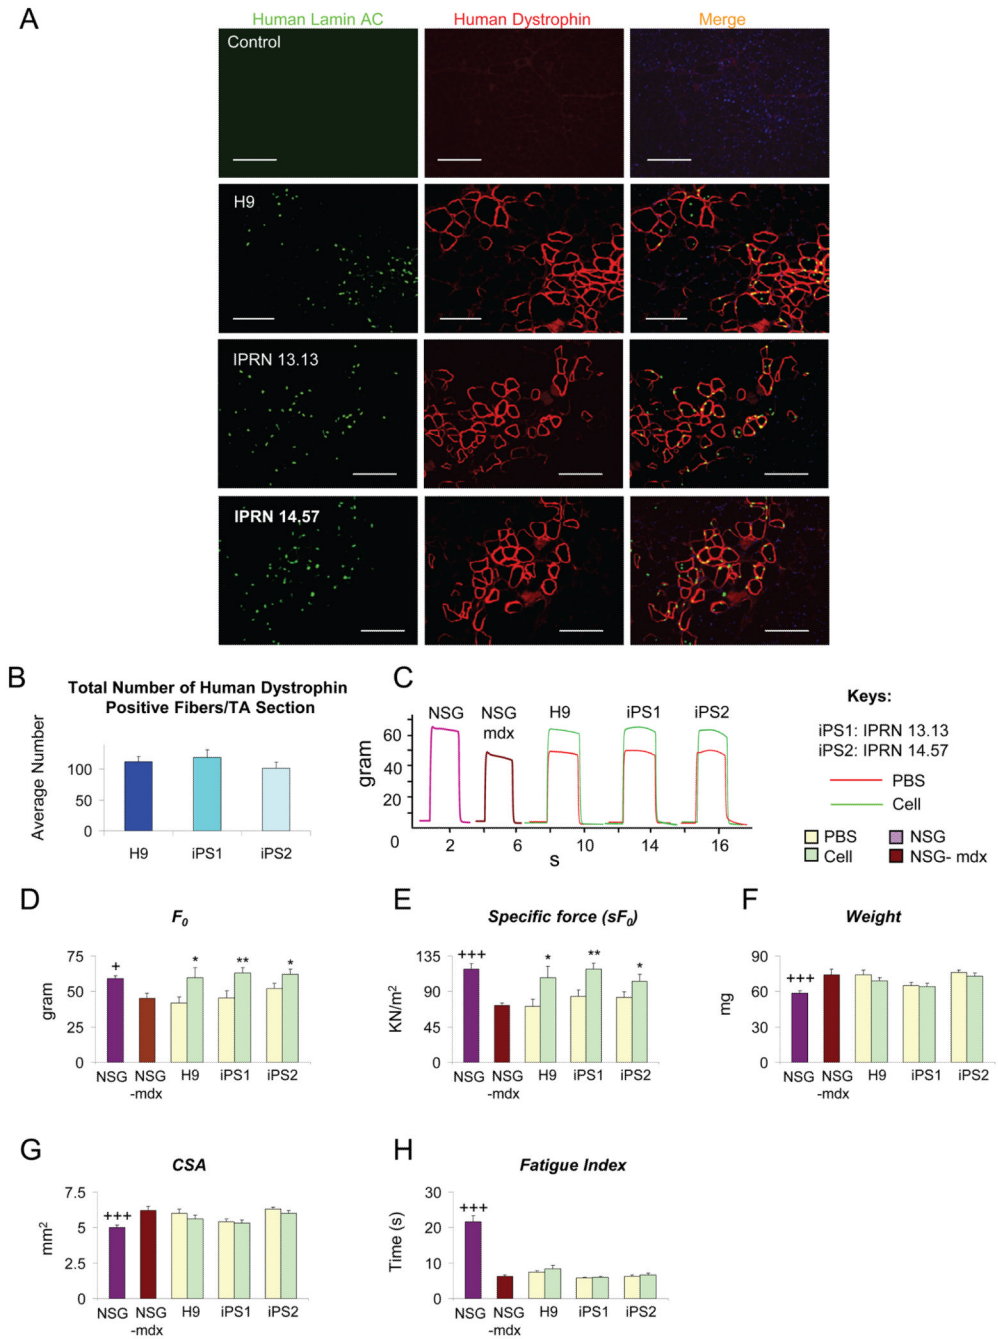 A
Human Lamin AC
Human Dystrophin
Merge
Control
H9
IPRN 13.13
IPRN 14.57
B
Total Number of Human Dystrophin
Positive Fibers/TA Section
Average Number
100
50
0
H9
iPS1
iPS2
C
NSG
NSG
mdx
H9
iPS1
iPS2
gram
60
40
20
0
2
6
10
14
16
s
Keys:
iPS1: IPRN 13.13
iPS2: IPRN 14.57
PBS
Cell
PBS
NSG
Cell
NSG- mdx
D
F0
gram
75
50
25
0
+
*
**
*
NSG
NSG
-mdx
H9
iPS1
iPS2
E
Specific force (sF0)
KN/m2
135
90
45
0
+++
*
**
*
NSG
NSG
-mdx
H9
iPS1
iPS2
F
Weight
mg
90
60
30
0
+++
NSG
NSG
-mdx
H9
iPS1
iPS2
G
CSA
mm2
7.5
5
2.5
0
+++
NSG
NSG
-mdx
H9
iPS1
iPS2
H
Fatigue Index
Time (s)
30
20
10
0
+++
NSG
NSG
-mdx
H9
iPS1
iPS2